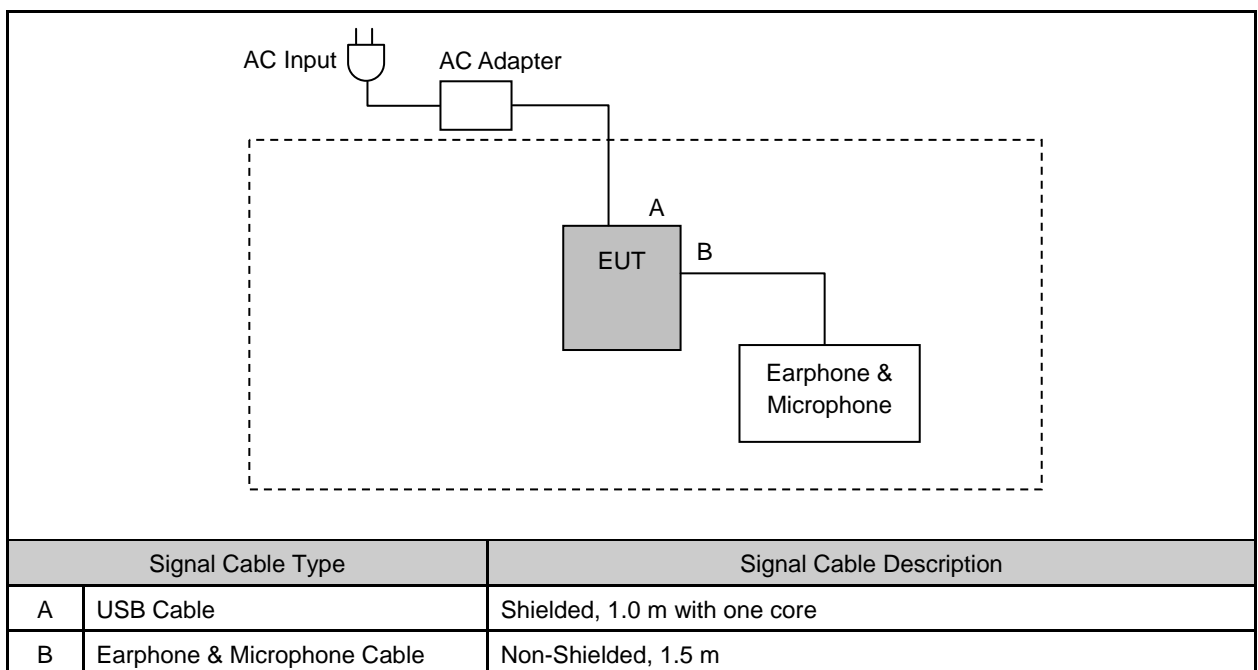 AC Input
AC Adapter
A
EUT
B
Earphone &
Microphone
Signal Cable Type
Signal Cable Description
A
USB Cable
Shielded, 1.0 m with one core
B
Earphone & Microphone Cable
Non-Shielded, 1.5 m